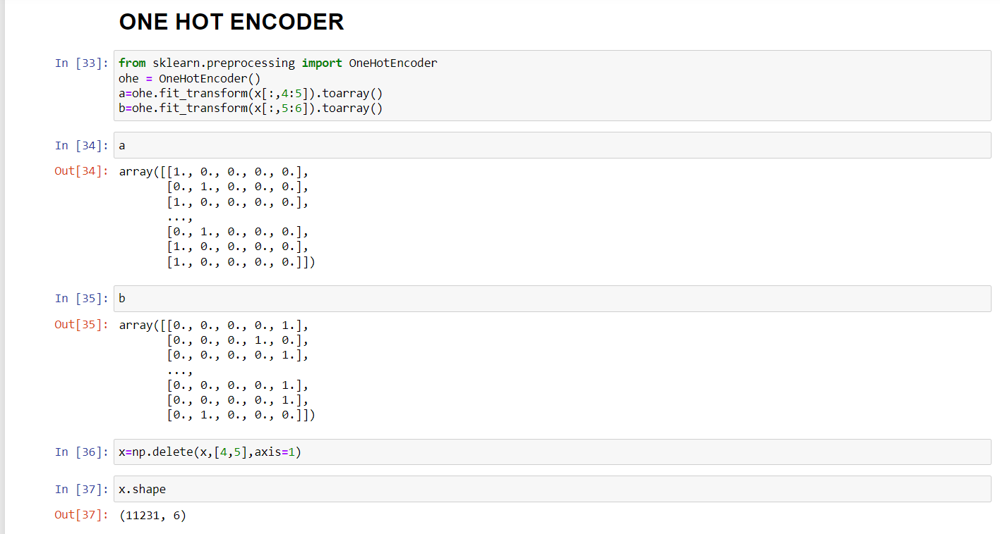 ONE HOT ENCODER
In [33]: from sklearn.preprocessing import OneHotEncoder
ohe = OneHotEncoder()
a=ohe.fit_transform(x[:,4:5]).toarray()
b=ohe.fit_transform(x[:,5:6]).toarray()
In [34]: a
Out[34]: array([[1., 0., 0., 0., 0.],
[0., 1., 0., 0., 0.],
[1., 0., 0., 0., 0.],
...,
[0., 1., 0., 0., 0.],
[1., 0., 0., 0., 0.],
[1., 0., 0., 0., 0.]])
In [35]: b
Out[35]: array([[0., 0., 0., 0., 1.],
[0., 0., 0., 1., 0.],
[0., 0., 0., 0., 1.],
...,
[0., 0., 0., 0., 1.],
[0., 0., 0., 0., 1.],
[0., 1., 0., 0., 0.]])
In [36]: x=np.delete(x,[4,5],axis=1)
In [37]: x.shape
Out[37]: (11231, 6)